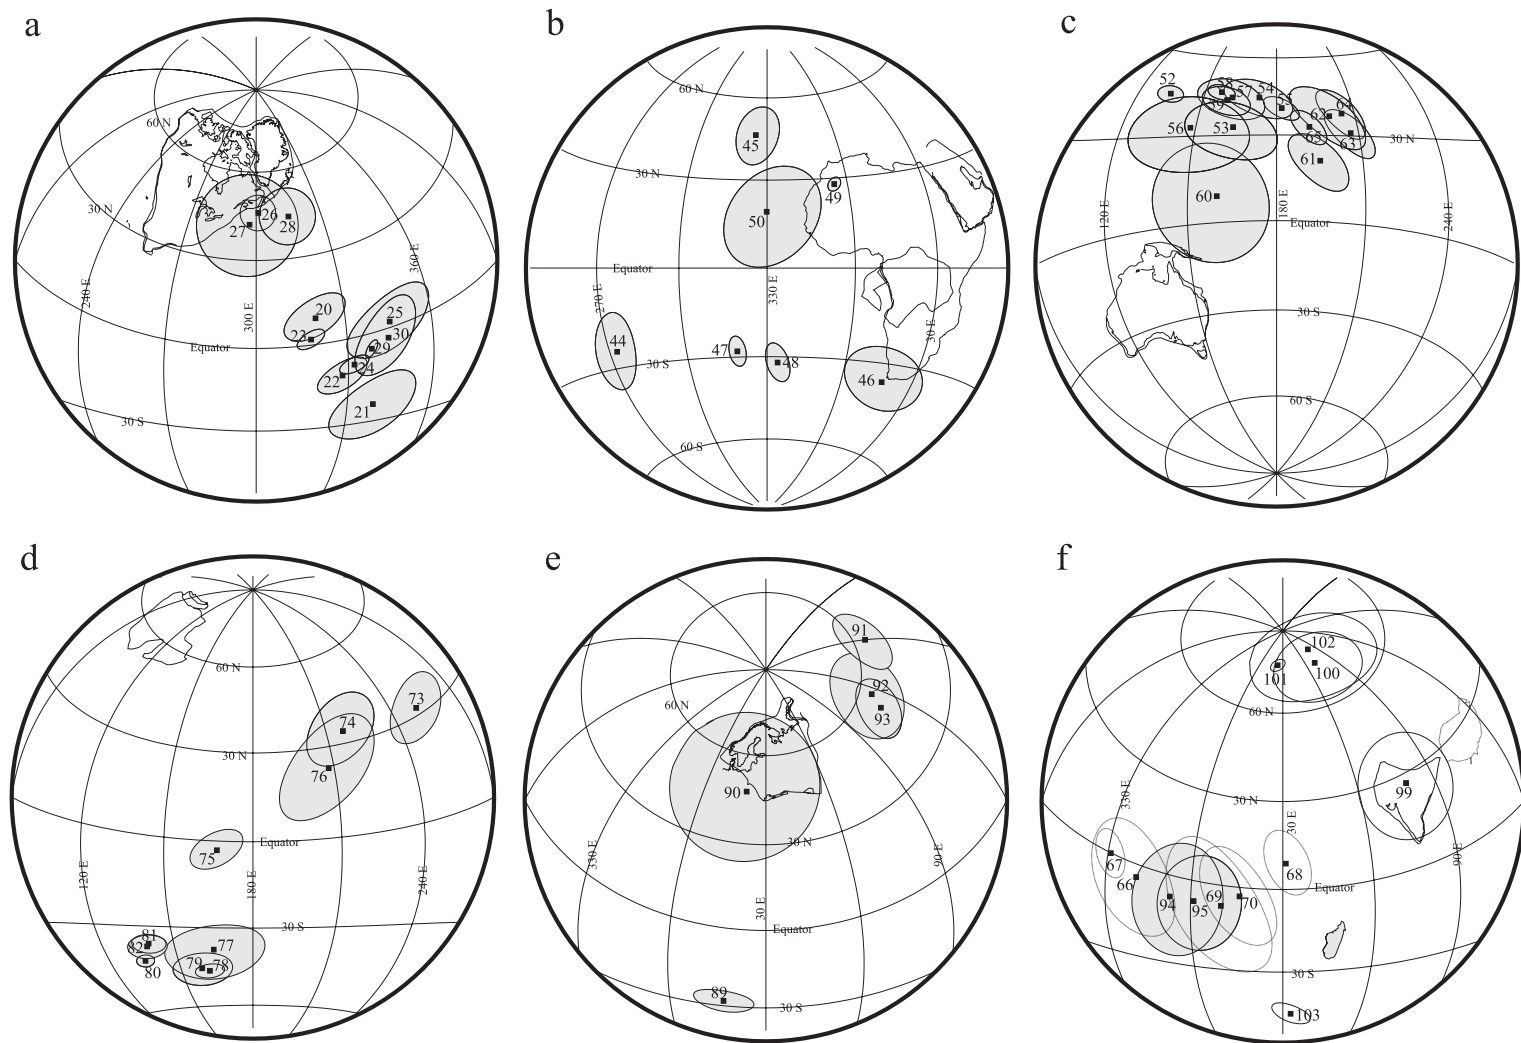 a
60 N
30 N
26
27
28
240 E
360 E
300 E
20
25
23
30
Equator
29
24
22
21
30 S
b
60 N
45
30 N
49
50
Equator
270 E
330 E
30 E
44
47
30 S
48
46
60 S
c
52
58
57
54
59
55
64
62
56
53
65
63
30 N
61
60
120 E
180 E
240 E
Equator
30 S
60 S
d
60 N
73
74
30 N
76
75
Equator
120 E
180 E
240 E
30 S
81
82
77
80
79
78
e
91
60 N
92
93
90
30 N
330 E
90 E
30 E
Equator
89
30 S
f
102
101
100
60 N
99
30 N
330 E
30 E
90 E
67
68
66
Equator
94
95
69
70
30 S
103